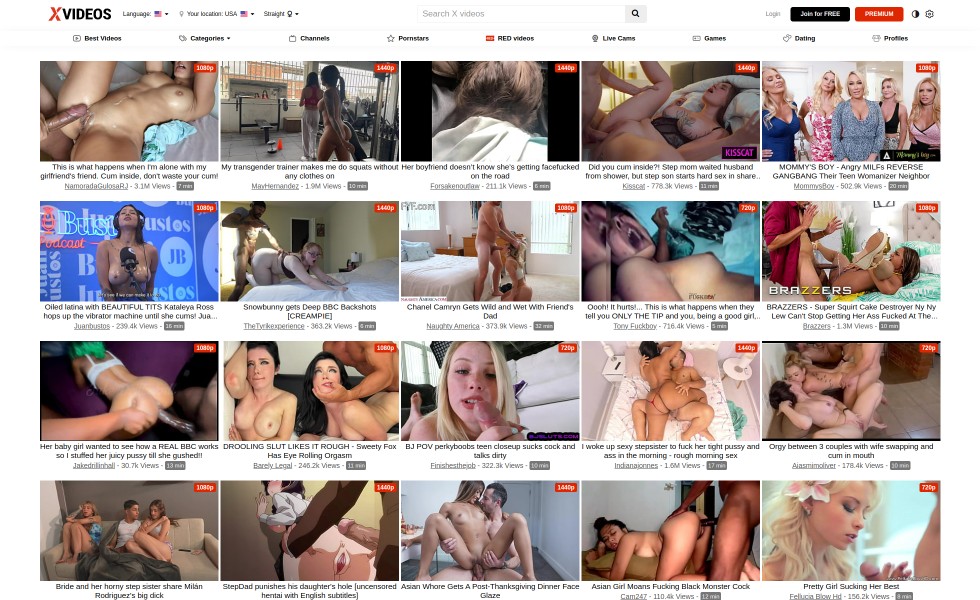 XVIDEOS
Language:
Your location: USA
Straight
Search X videos
Login
Join for FREE
PREMIUM
Best Videos
Categories
Channels
Pornstars
RED videos
Live Cams
Games
Dating
Profiles
1080p
1440p
1440p
1440p
1080p
KISSCAT
Mommy's Boy
This is what happens when I'm alone with my
girlfriend's friend. Cum inside, don't waste your cum!
NamoradaGulosaRJ - 3.1M Views - 7 min
My transgender trainer makes me do squats without
any clothes on
MayHernandez - 1.9M Views - 10 min
Her boyfriend doesn't know she's getting facefucked
on the road
Forsakenoutlaw - 211.1k Views - 6 min
Did you cum inside?! Step mom waited husband
from shower, but step son starts hard sex in share..
Kisscat - 778.3k Views - 11 min
MOMMY'S BOY - Angry MILFs REVERSE
GANGBANG Their Teen Womanizer Neighbor
MommysBoy - 502.9k Views - 20 min
1080p
1440p
1080p
720p
1080p
Podcast
JB
BRAZZERS
Oiled latina with BEAUTIFUL TITS Kataleya Ross
hops up the vibrator machine until she cums! Jua...
Juanbustos - 239.4k Views - 16 min
Snowbunny gets Deep BBC Backshots
[CREAMPIE]
TheTyrikexperience - 363.2k Views - 6 min
Chanel Camryn Gets Wild and Wet With Friend's
Dad
Naughty America - 373.9k Views - 32 min
Oooh! It hurts!... This is what happens when they
tell you ONLY THE TIP and you, being a good girl,..
Tony Fuckboy - 716.4k Views - 5 min
BRAZZERS - Super Squirt Cake Destroyer Ny Ny
Lew Can't Stop Getting Her Ass Fucked At The...
Brazzers - 1.3M Views - 10 min
1080p
1080p
720p
1440p
720p
BJSLUTS.COM
Her baby girl wanted to see how a REAL BBC works
so I stuffed her juicy pussy till she gushed!!
Jakedrillinhall - 30.7k Views - 13 min
DROOLING SLUT LIKES IT ROUGH - Sweety Fox
Has Eye Rolling Orgasm
Barely Legal - 246.2k Views - 11 min
BJ POV perkyboobs teen closeup sucks cock and
talks dirty
Finishesthejob - 322.3k Views - 10 min
I woke up sexy stepsister to fuck her tight pussy and
ass in the morning - rough morning sex
Indianajonnes - 1.6M Views - 17 min
Orgy between 3 couples with wife swapping and
cum in mouth
Aiasmimoliver - 178.4k Views - 10 min
1080p
1440p
1440p
720p
Bride and her horny step sister share Milán
Rodriguez's big dick
StepDad punishes his daughter's hole [uncensored
hentai with English subtitles]
Asian Whore Gets A Post-Thanksgiving Dinner Face
Glaze
Asian Girl Moans Fucking Black Monster Cock
Cam247 - 110.4k Views - 12 min
Pretty Girl Sucking Her Best
Fellucia Blow Hd - 156.2k Views - 8 min